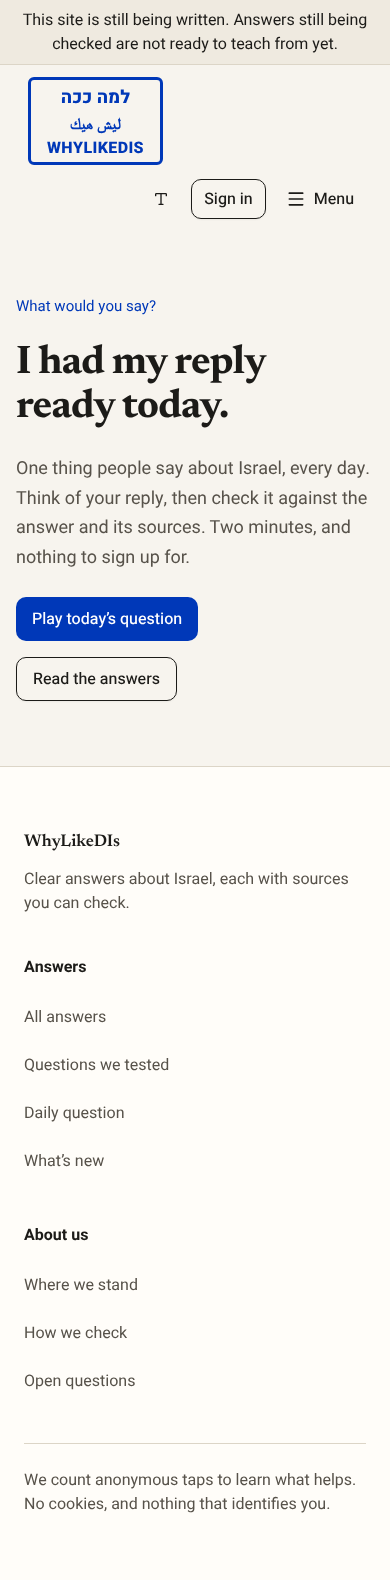 This site is still being written. Answers still being
checked are not ready to teach from yet.
למה ככה
ليش هيك
WHYLIKEDIS
T
Sign in
Menu
What would you say?
I had my reply
ready today.
One thing people say about Israel, every day.
Think of your reply, then check it against the
answer and its sources. Two minutes, and
nothing to sign up for.
Play today’s question
Read the answers
WhyLikeDIs
Clear answers about Israel, each with sources
you can check.
Answers
All answers
Questions we tested
Daily question
What’s new
About us
Where we stand
How we check
Open questions
We count anonymous taps to learn what helps.
No cookies, and nothing that identifies you.